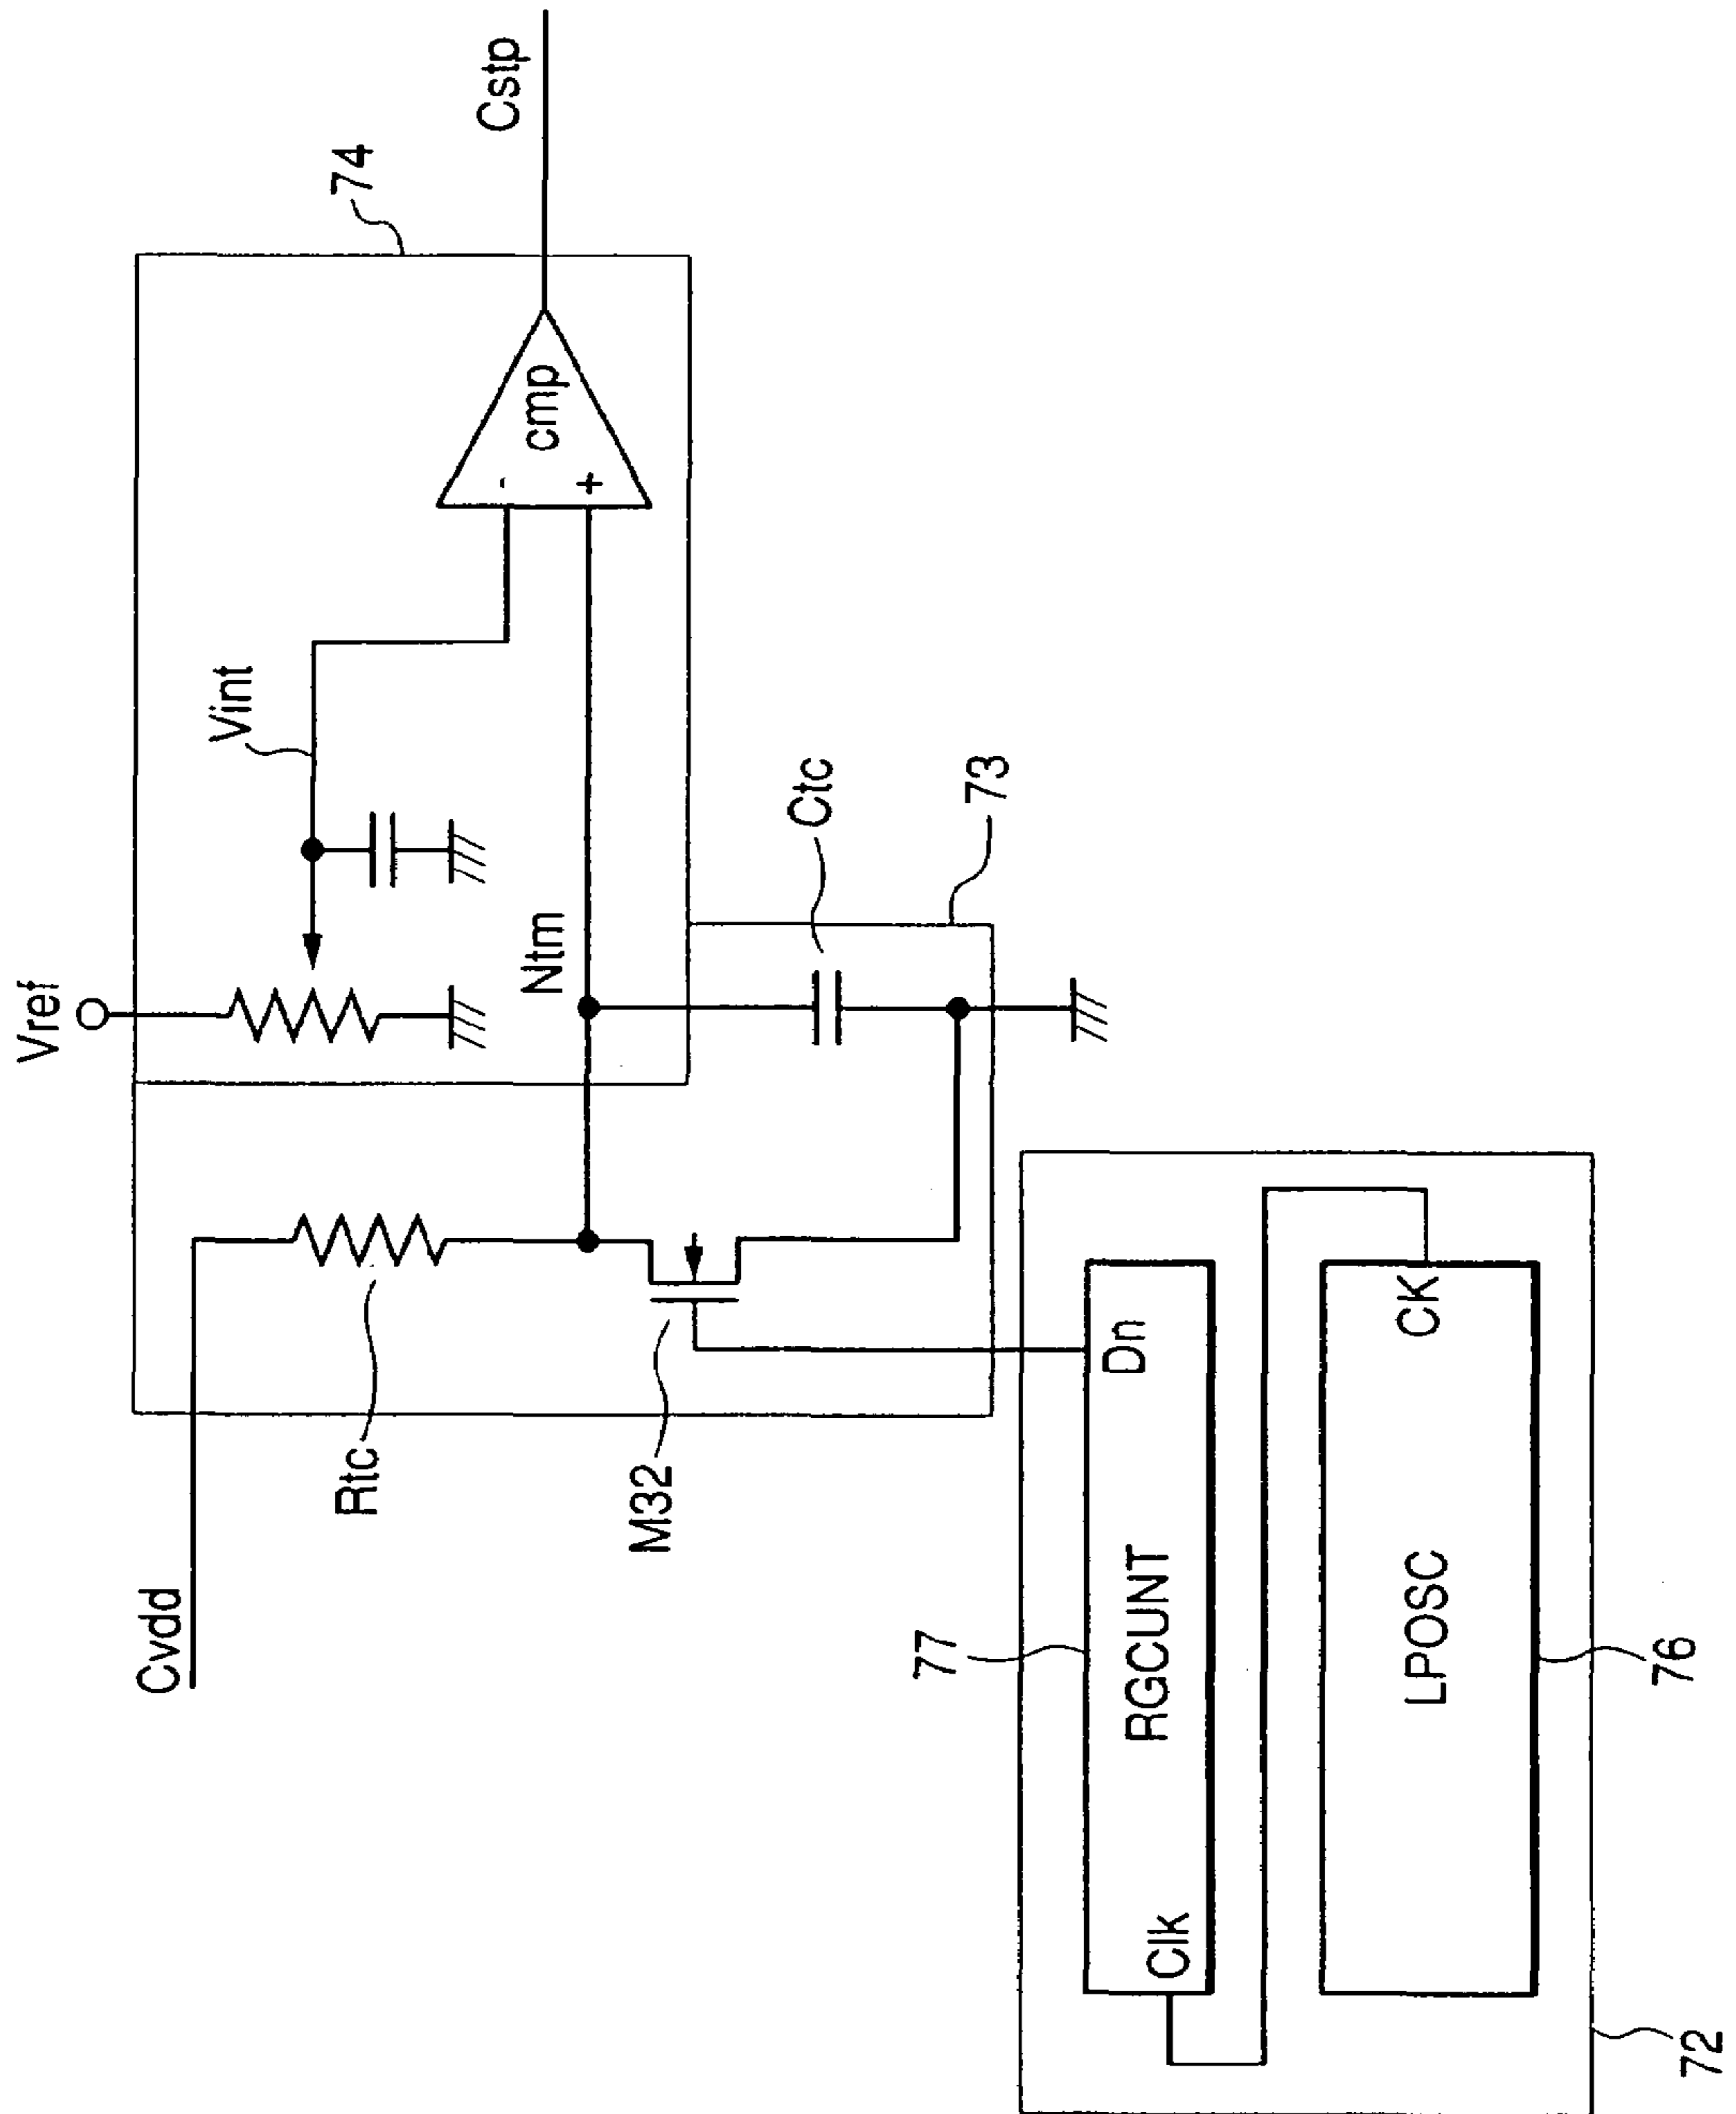 Cvdd
Rtc
M32
Vref
Vint
Ntm
-
+
cmp
74
Cstp
Ctc
73
77
RGCUNT
Clk
Dn
LPOSC
CK
76
72